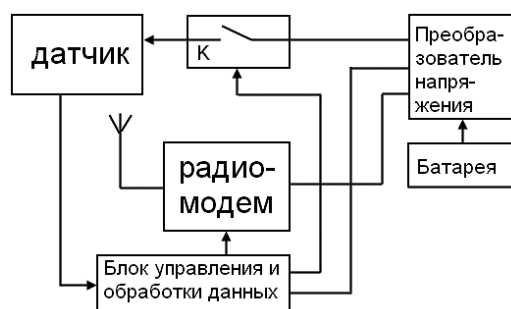 датчик
К
Преобра-
зователь
напря-
жения
Батарея
радио-
модем
Блок управления и
обработки данных